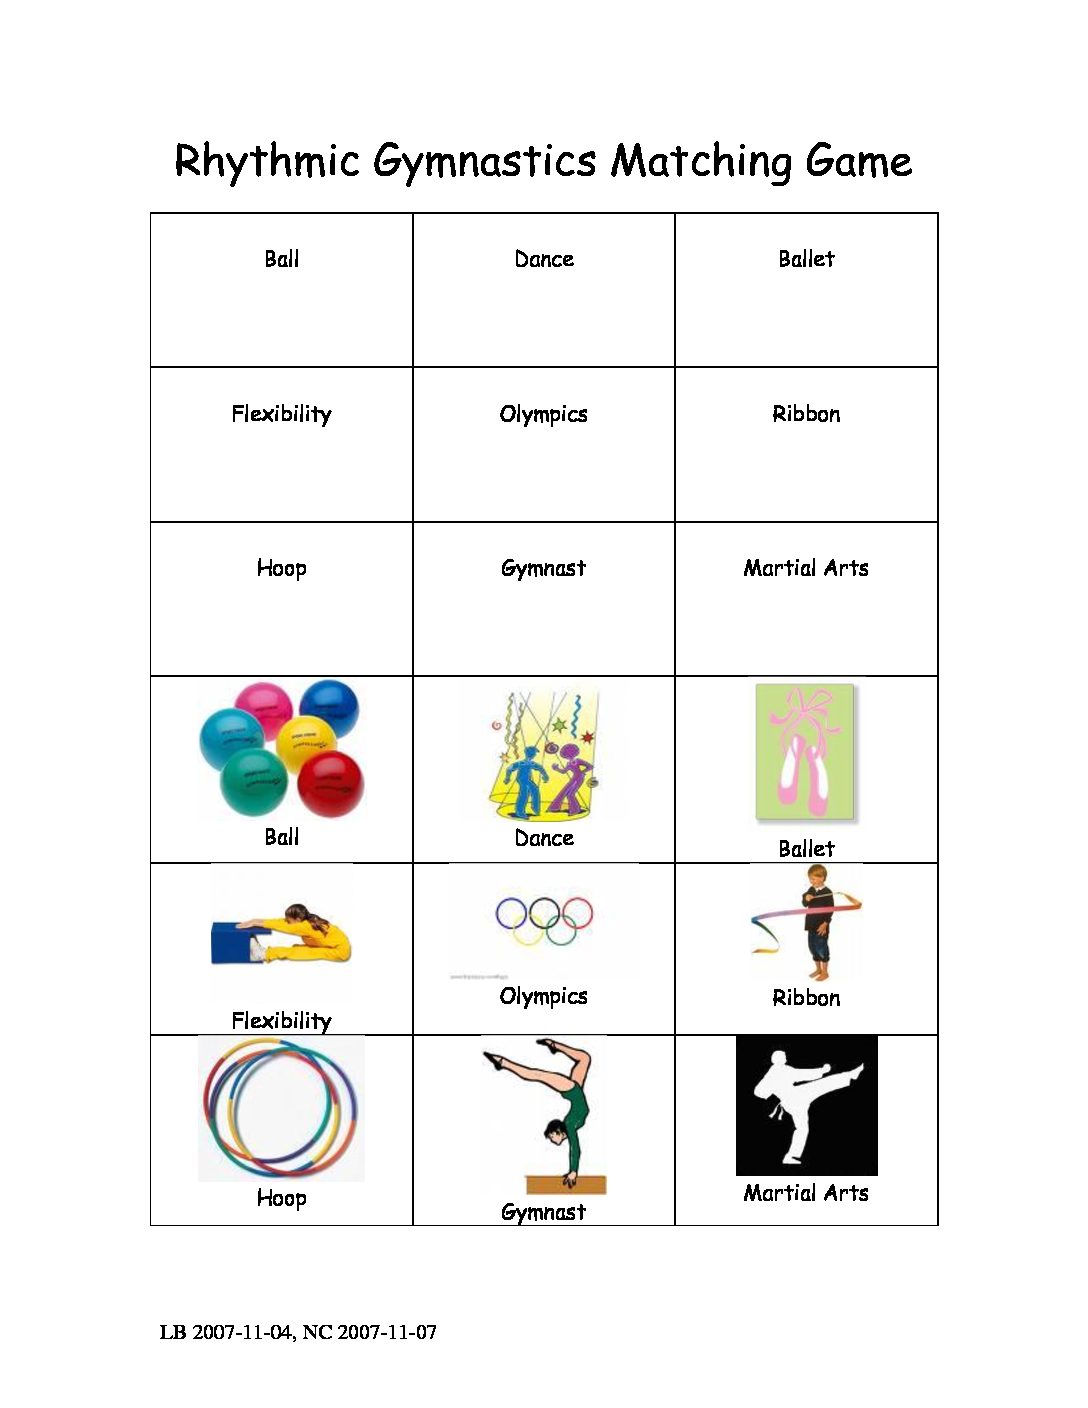 Rhythmic Gymnastics Matching Game
Ball Dance Ballet
Flexibility Olympics Ribbon
Hoop Gymnast Martial Arts
Ball Dance Ballet
Flexibility Olympics Ribbon
Hoop Gymnast Martial Arts
LB 2007-11-04, NC 2007-11-07